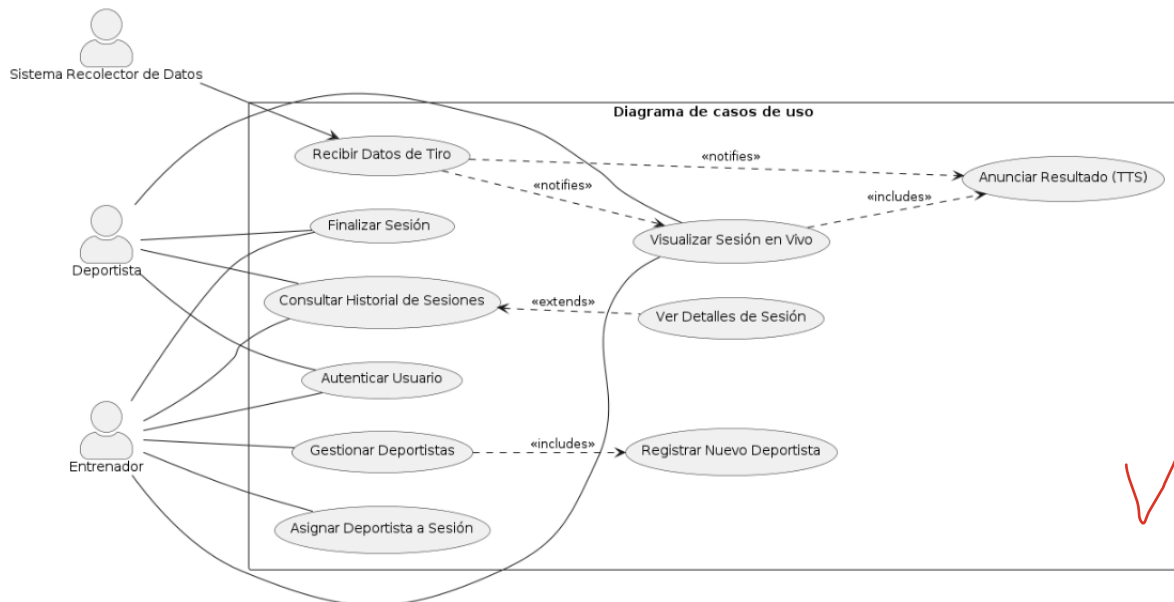 Sistema Recolector de Datos
Diagrama de casos de uso
Recibir Datos de Tiro
«notifies»
Anunciar Resultado (TTS)
«notifies»
«includes»
Finalizar Sesión
Visualizar Sesión en Vivo
Deportista
Consultar Historial de Sesiones
«extends»
Ver Detalles de Sesión
Autenticar Usuario
Entrenador
Gestionar Deportistas
«includes»
Registrar Nuevo Deportista
Asignar Deportista a Sesión